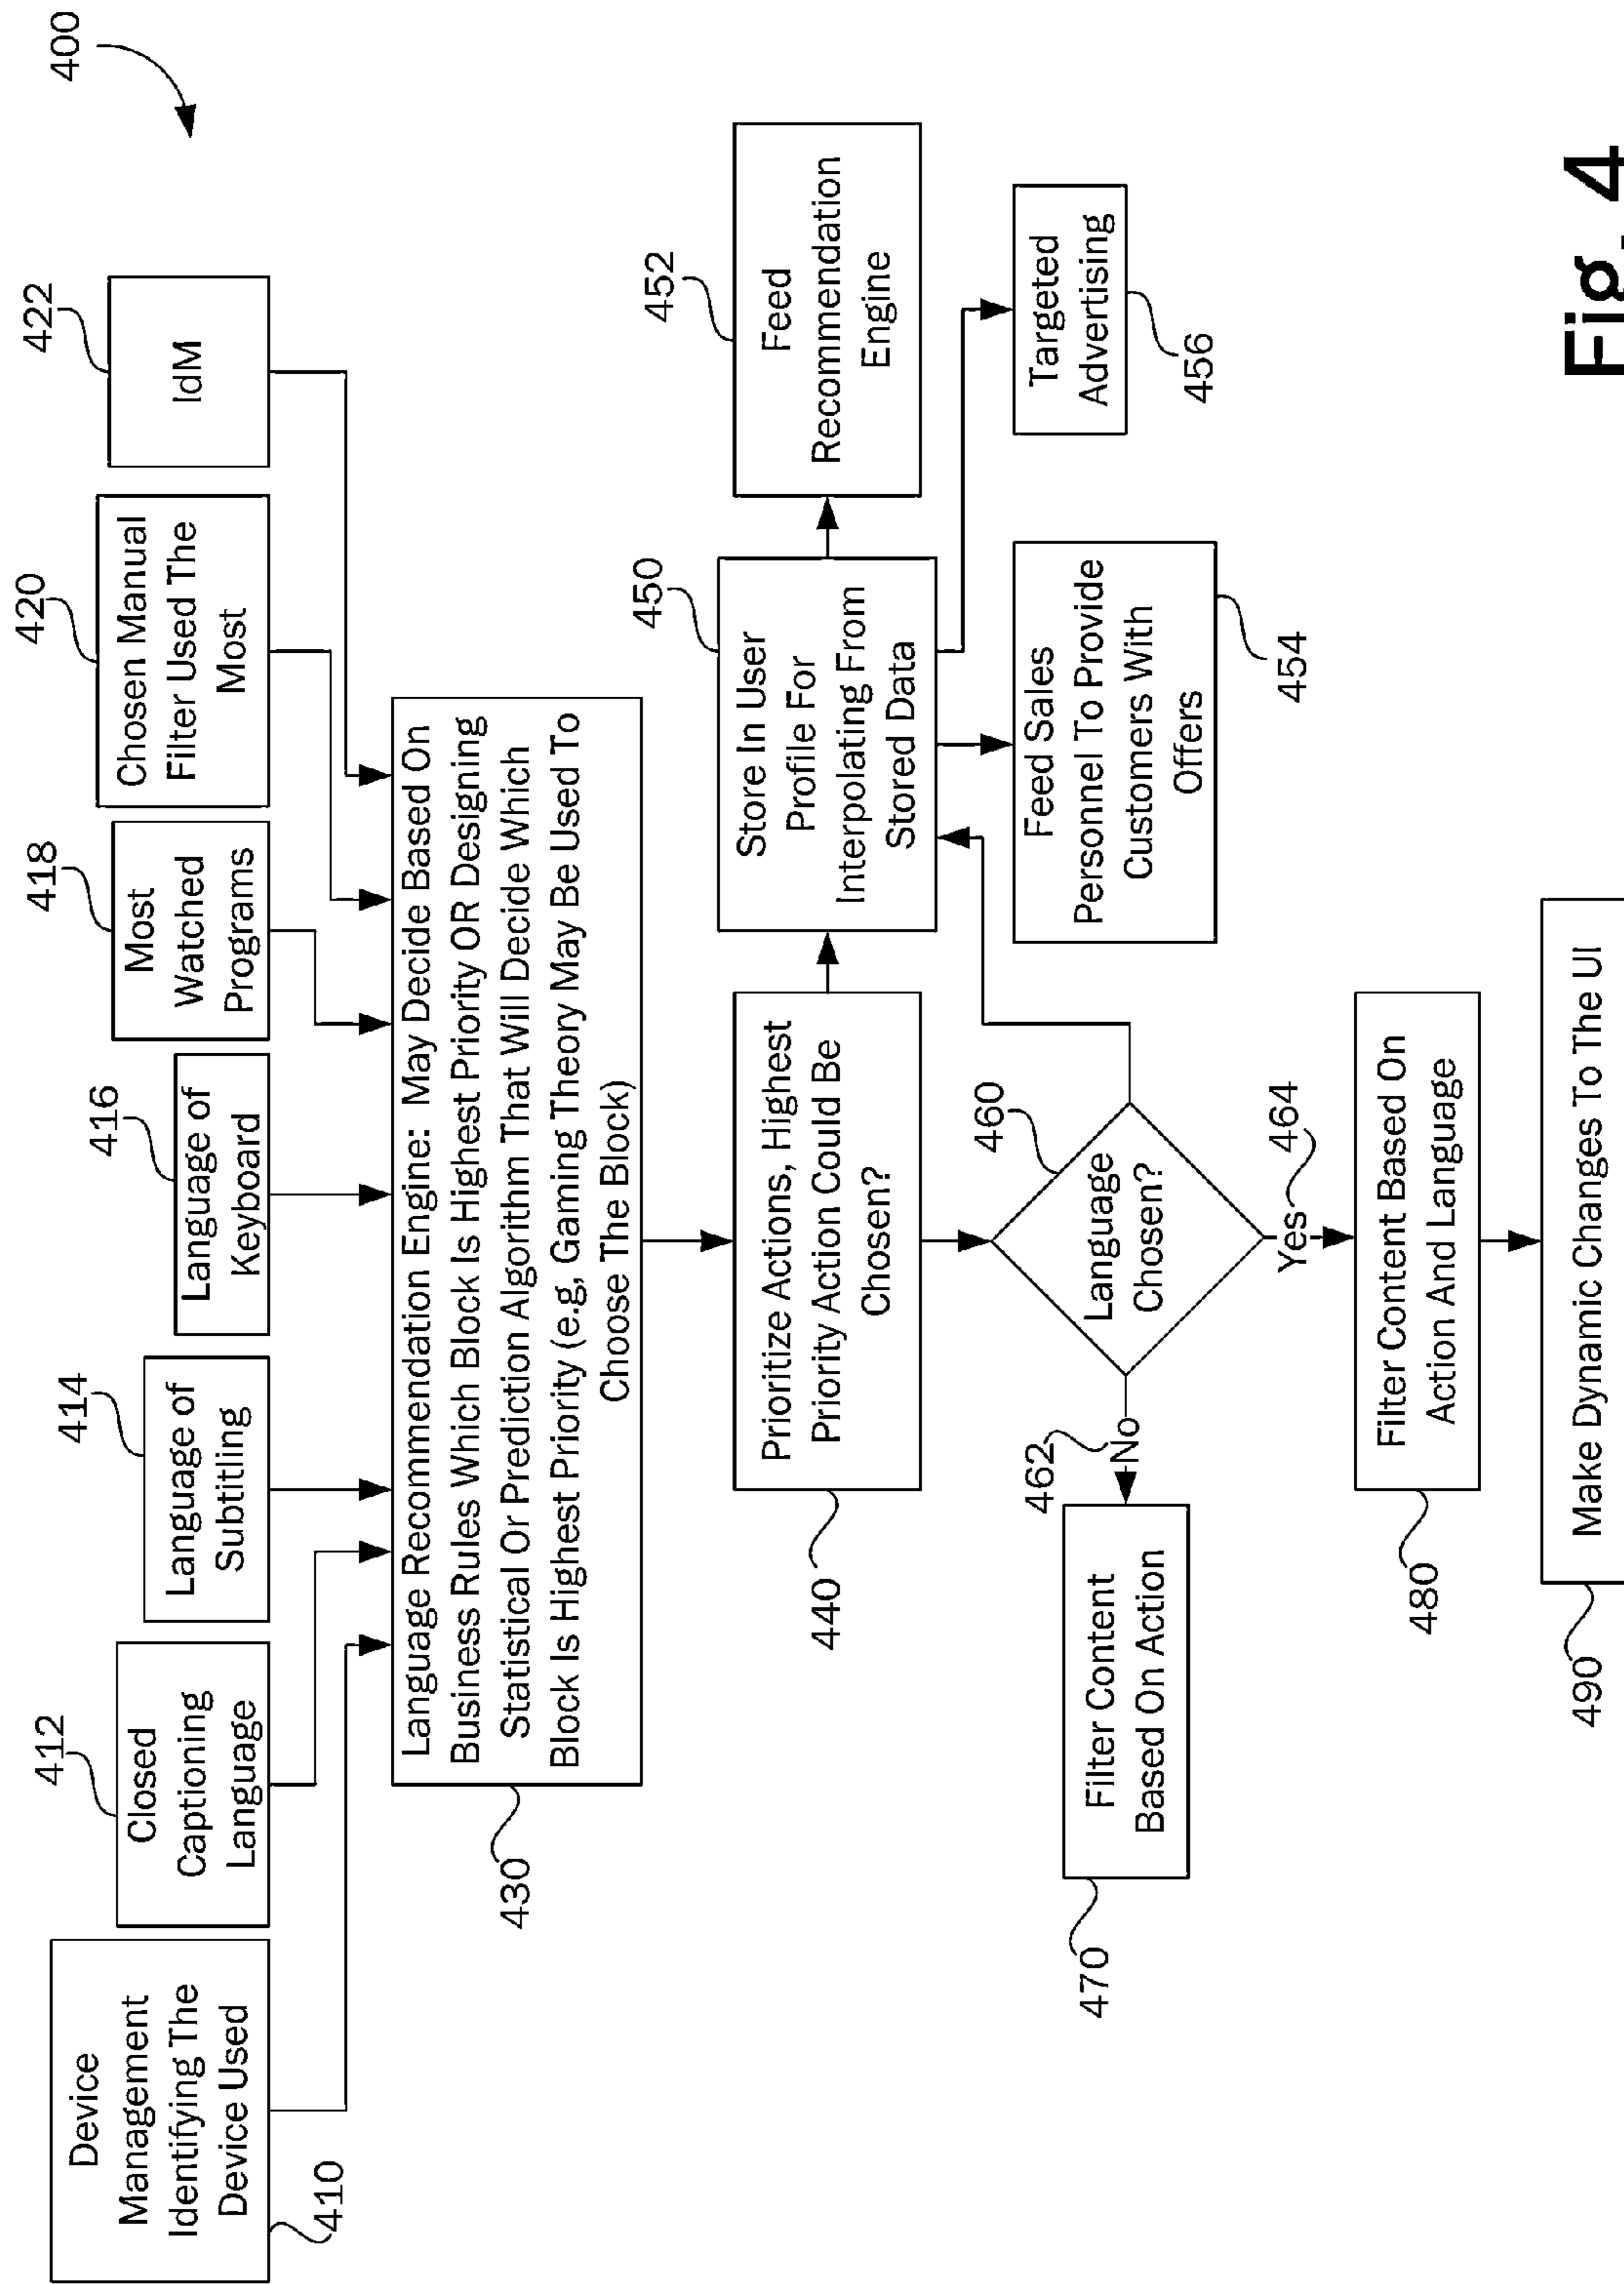 400
410
Device
Management
Identifying The
Device Used
412
Closed
Captioning
Language
414
Language of
Subtitling
416
Language of
Keyboard
418
Most
Watched
Programs
420
Chosen Manual
Filter Used The
Most
422
IdM
430
Language Recommendation Engine: May Decide Based On
Business Rules Which Block Is Highest Priority OR Designing
Statistical Or Prediction Algorithm That Will Decide Which
Block Is Highest Priority (e.g, Gaming Theory May Be Used To
Choose The Block)
440
Prioritize Actions, Highest
Priority Action Could Be
Chosen?
450
Store In User
Profile For
Interpolating From
Stored Data
452
Feed
Recommendation
Engine
454
Feed Sales
Personnel To Provide
Customers With
Offers
456
Targeted
Advertising
460
Language
Chosen?
462
No
464
Yes
470
Filter Content
Based On Action
480
Filter Content Based On
Action And Language
490
Make Dynamic Changes To The UI
Fig. 4